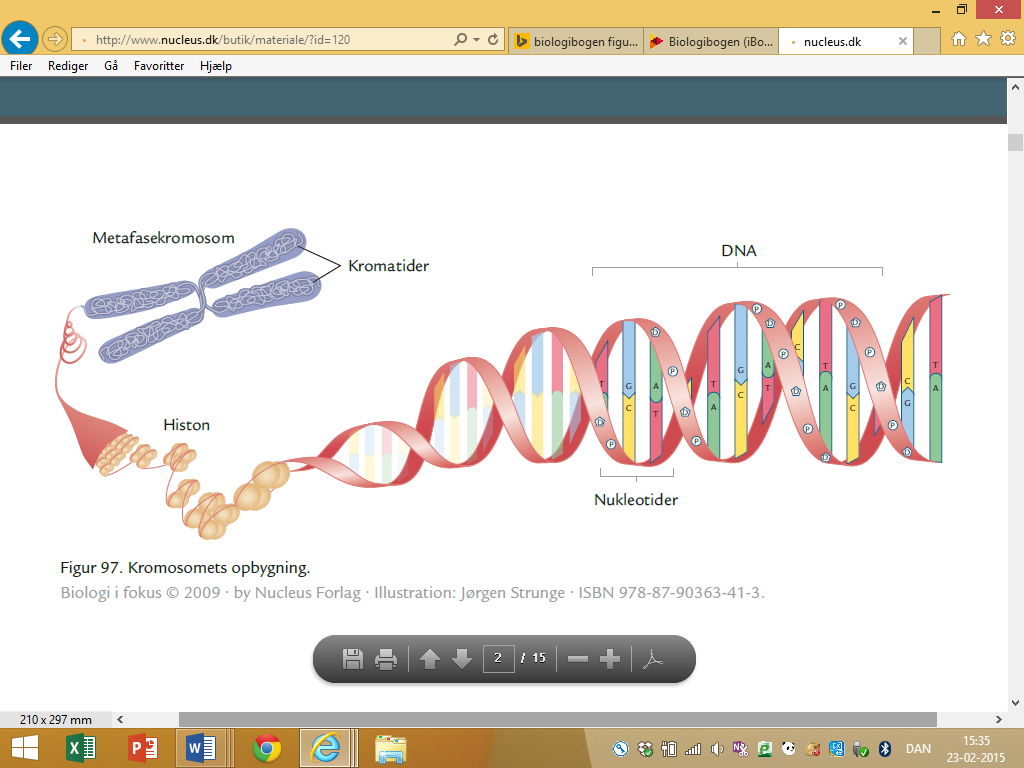 http://www.nucleus.dk/butik/materiale/?id=120
biologibogen figu...
Biologibogen (iBo...
nucleus.dk
Filer Rediger Gå Favoritter Hjælp
Metafasekromosom
Kromatider
DNA
Histon
T G C A T T A G C A T C T A G C C G T A
P P P P P P P P P
D D D D D D D D
Nukleotider
Figur 97. Kromosomets opbygning.
Biologi i fokus © 2009 · by Nucleus Forlag · Illustration: Jørgen Strunge · ISBN 978-87-90363-41-3.
2 / 15
210 x 297 mm
DAN
15:35
23-02-2015